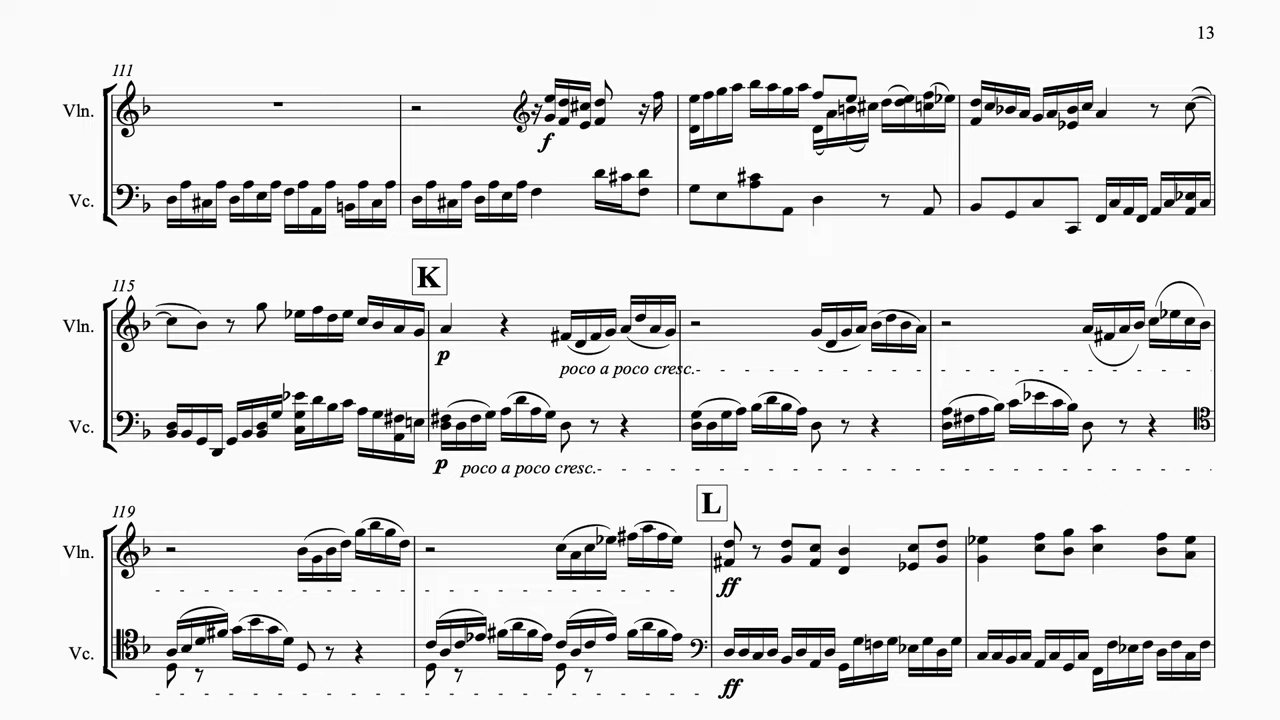 13
111
Vln.
f
Vc.
115
K
Vln.
p
poco a poco cresc.
Vc.
p poco a poco cresc.
119
L
Vln.
ff
Vc.
ff